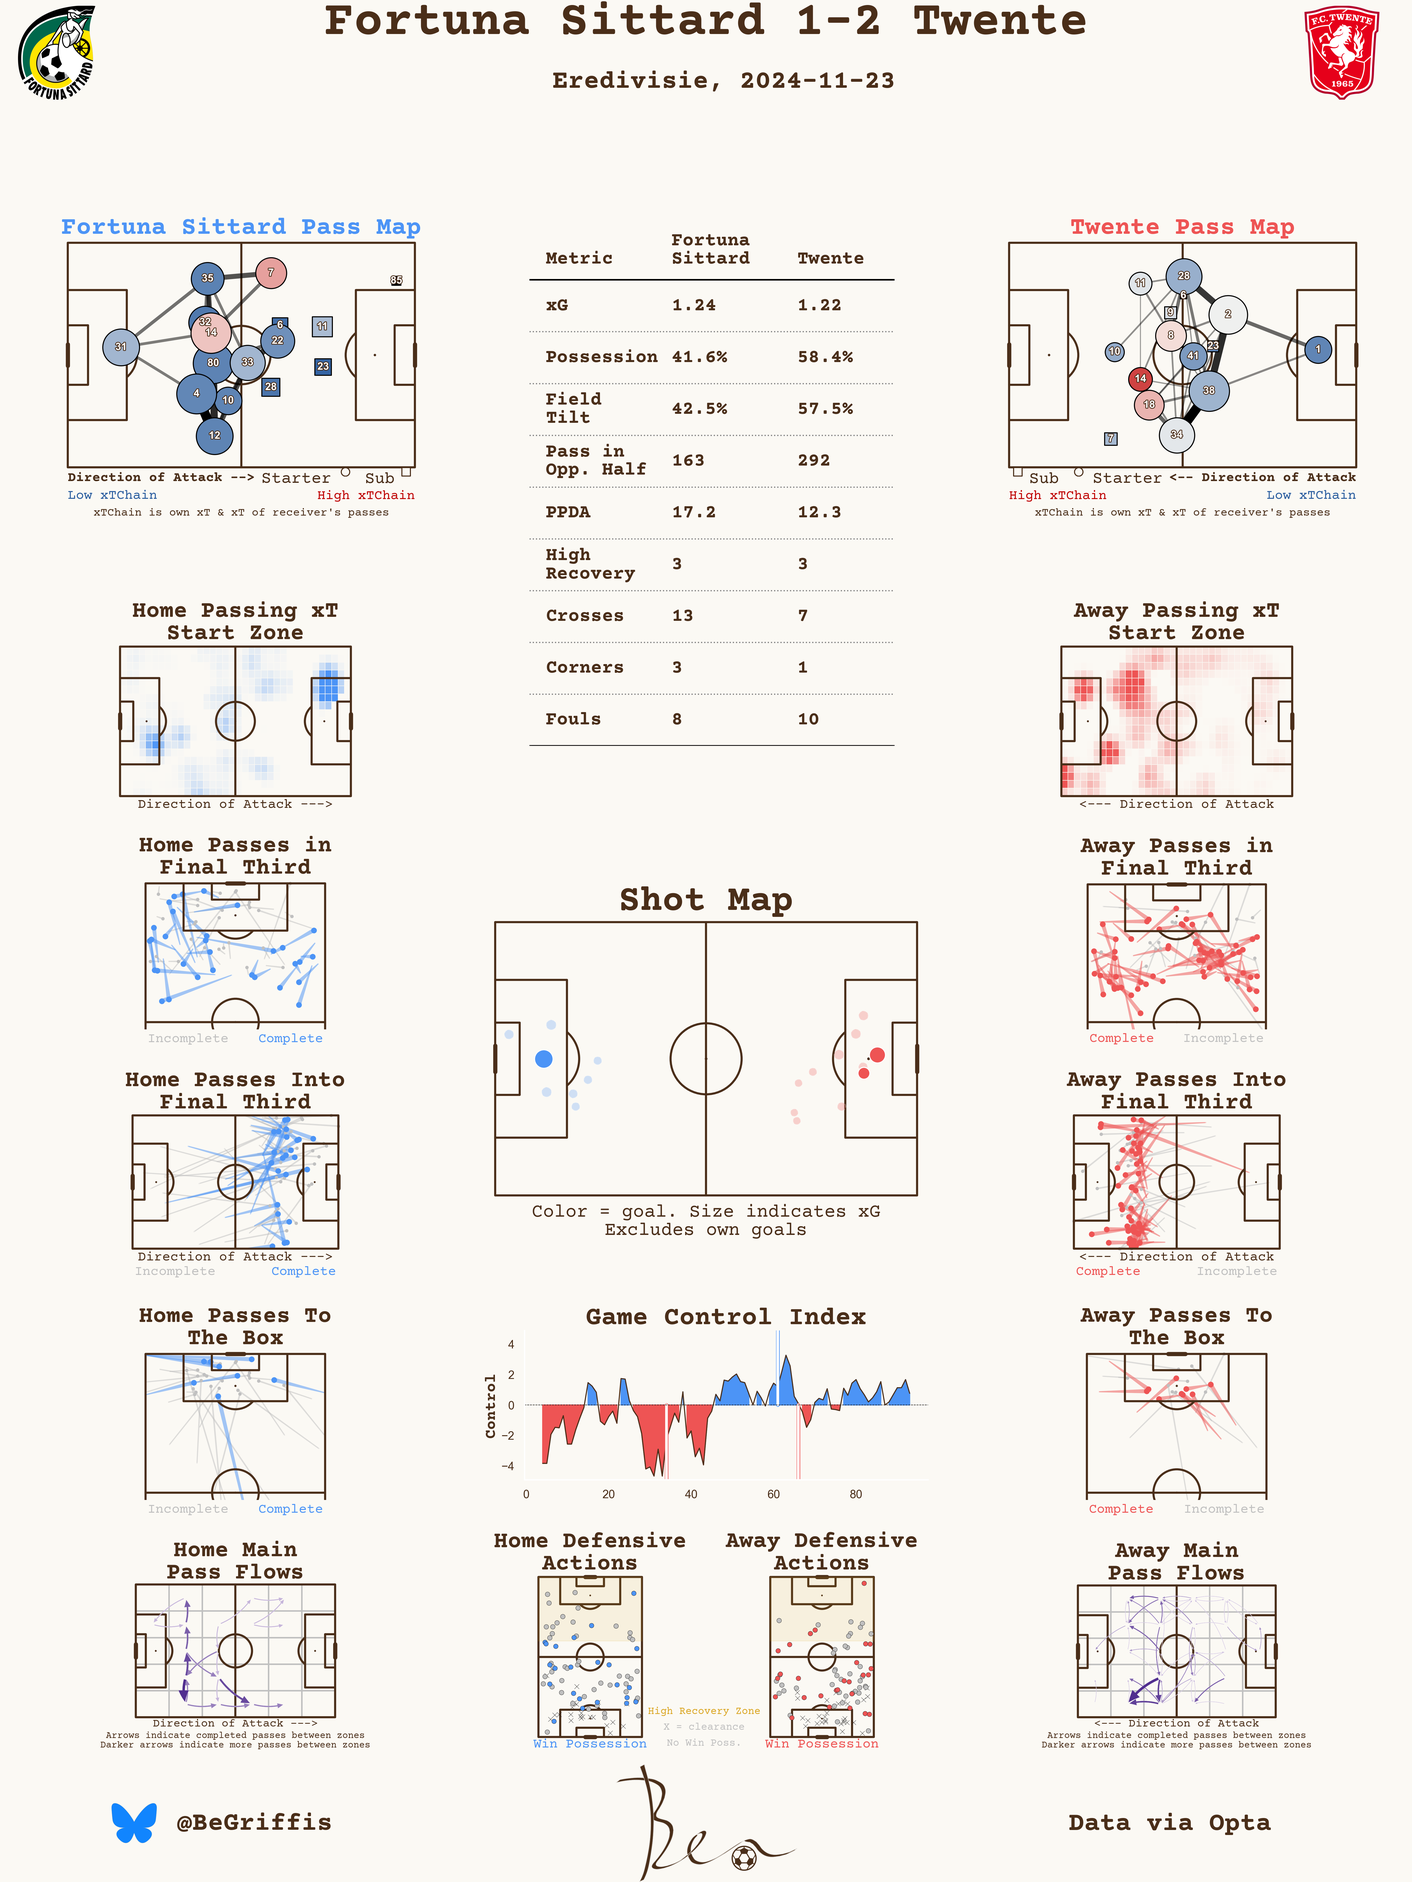 Fortuna Sittard 1-2 Twente
Eredivisie, 2024-11-23
FORTUNA SITTARD
F.C. TWENTE
1965
Fortuna Sittard Pass Map
35
7
85
32
14
6
11
22
31
80
33
23
28
4
10
12
Direction of Attack --> Starter Sub
Low xTChain High xTChain
xTChain is own xT & xT of receiver's passes
Metric Fortuna Sittard Twente
xG 1.24 1.22
Possession 41.6% 58.4%
Field Tilt 42.5% 57.5%
Pass in Opp. Half 163 292
PPDA 17.2 12.3
High Recovery 3 3
Crosses 13 7
Corners 3 1
Fouls 8 10
Twente Pass Map
28
11
6
9
2
8
23
1
10
41
14
38
18
34
7
Sub Starter <-- Direction of Attack
High xTChain Low xTChain
xTChain is own xT & xT of receiver's passes
Home Passing xT
Start Zone
Direction of Attack --->
Away Passing xT
Start Zone
<--- Direction of Attack
Home Passes in
Final Third
Incomplete Complete
Away Passes in
Final Third
Complete Incomplete
Shot Map
Color = goal. Size indicates xG
Excludes own goals
Home Passes Into
Final Third
Direction of Attack --->
Incomplete Complete
Away Passes Into
Final Third
<--- Direction of Attack
Complete Incomplete
Home Passes To
The Box
Incomplete Complete
Game Control Index
Control
4
2
0
−2
−4
0 20 40 60 80
Away Passes To
The Box
Complete Incomplete
Home Main
Pass Flows
Direction of Attack --->
Arrows indicate completed passes between zones
Darker arrows indicate more passes between zones
Home Defensive
Actions
Win Possession
High Recovery Zone
X = clearance
No Win Poss.
Away Defensive
Actions
Win Possession
Away Main
Pass Flows
<--- Direction of Attack
Arrows indicate completed passes between zones
Darker arrows indicate more passes between zones
@BeGriffis
Ben
Data via Opta